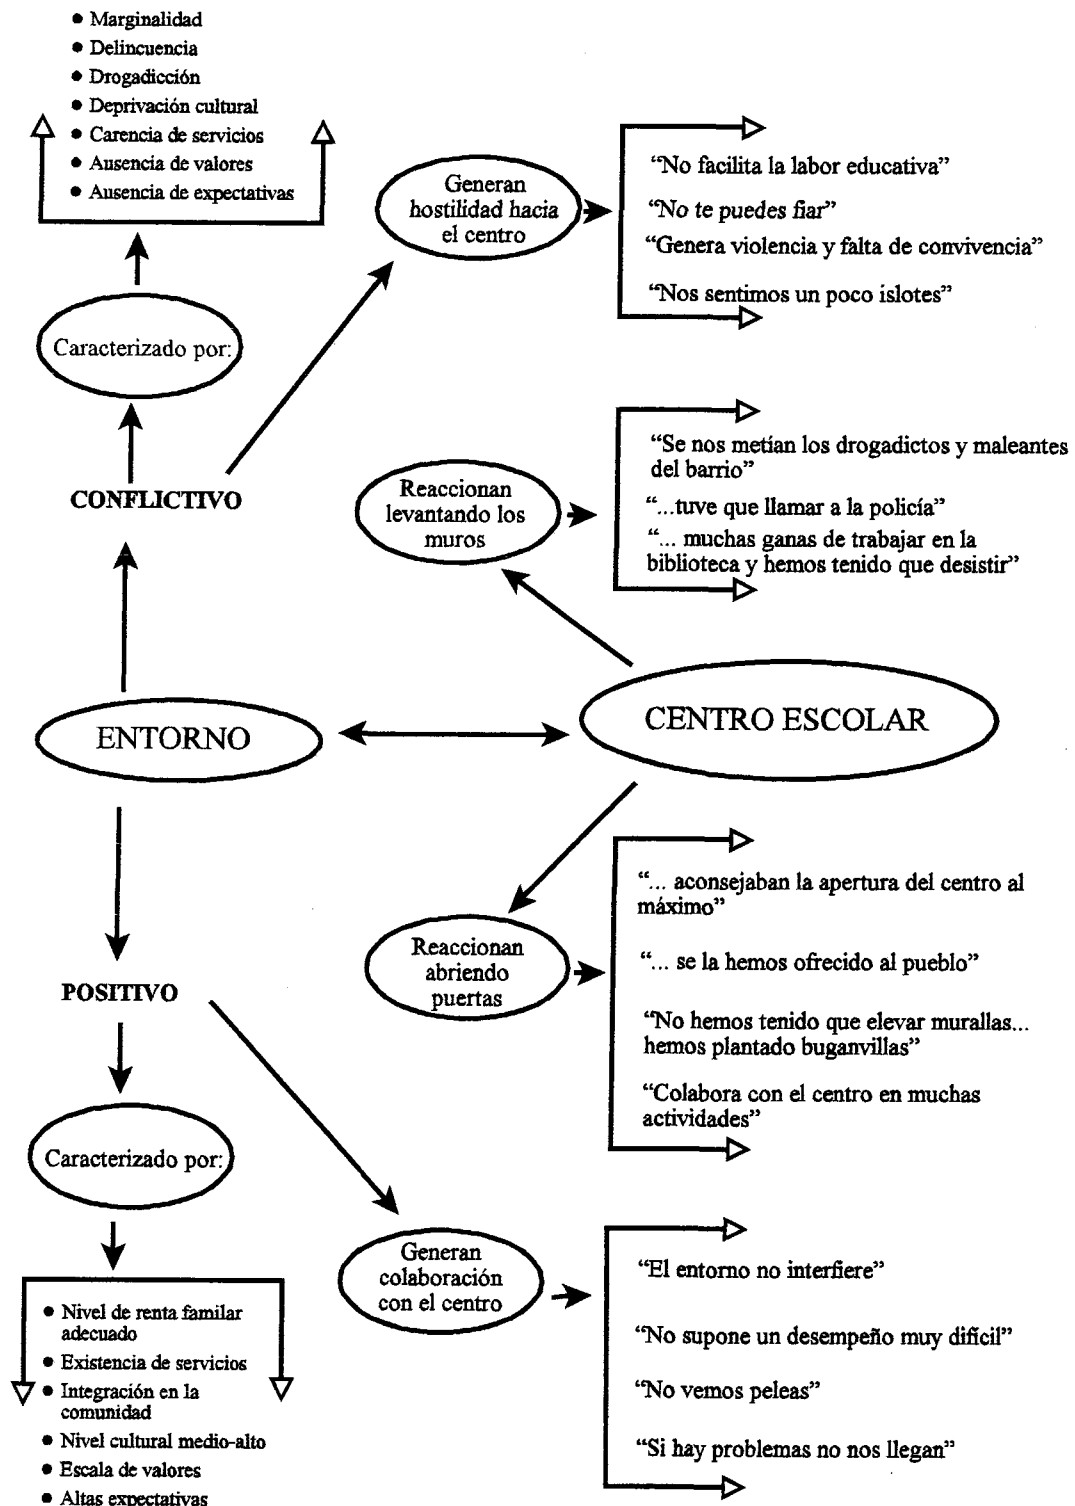 • Marginalidad
• Delincuencia
• Drogadicción
• Deprivación cultural
• Carencia de servicios
• Ausencia de valores
• Ausencia de expectativas
Caracterizado por:
CONFLICTIVO
Generan
hostilidad hacia
el centro
“No facilita la labor educativa”
“No te puedes fiar”
“Genera violencia y falta de convivencia”
“Nos sentimos un poco islotes”
Reaccionan
levantando los
muros
“Se nos metían los drogadictos y maleantes
del barrio”
“...tuve que llamar a la policía”
“... muchas ganas de trabajar en la
biblioteca y hemos tenido que desistir”
ENTORNO
CENTRO ESCOLAR
Reaccionan
abriendo
puertas
“... aconsejaban la apertura del centro al
máximo”
“... se la hemos ofrecido al pueblo”
“No hemos tenido que elevar murallas...
hemos plantado buganvillas”
“Colabora con el centro en muchas
actividades”
POSITIVO
Caracterizado por:
• Nivel de renta familar
adecuado
• Existencia de servicios
• Integración en la
comunidad
• Nivel cultural medio-alto
• Escala de valores
• Altas expectativas
Generan
colaboración
con el centro
“El entorno no interfiere”
“No supone un desempeño muy difícil”
“No vemos peleas”
“Si hay problemas no nos llegan”